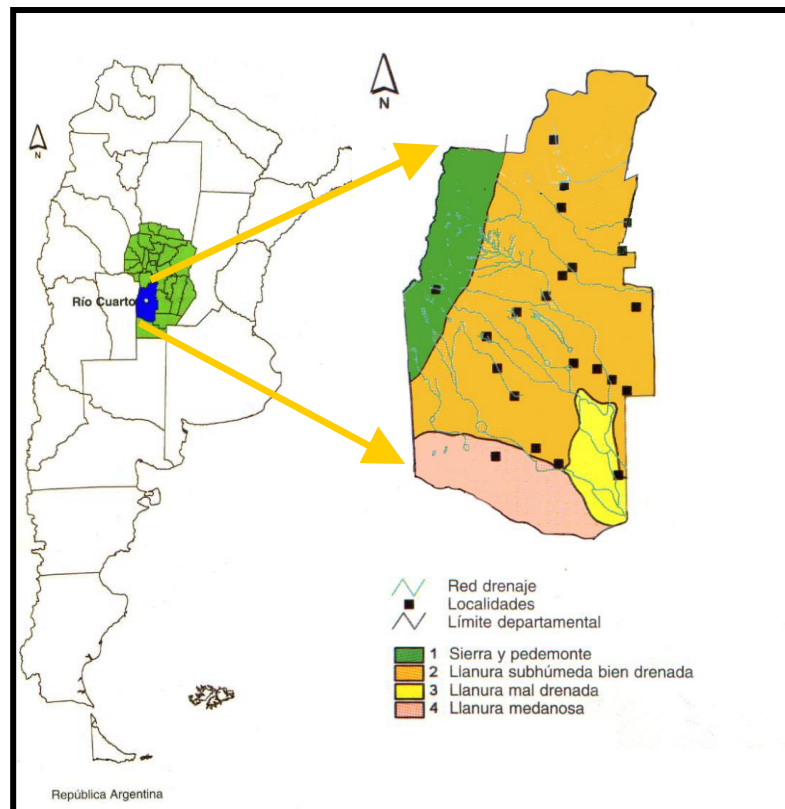 N
N
Río Cuarto
Red drenaje
Localidades
Límite departamental
1 Sierra y pedemonte
2 Llanura subhúmeda bien drenada
3 Llanura mal drenada
4 Llanura medanosa
República Argentina